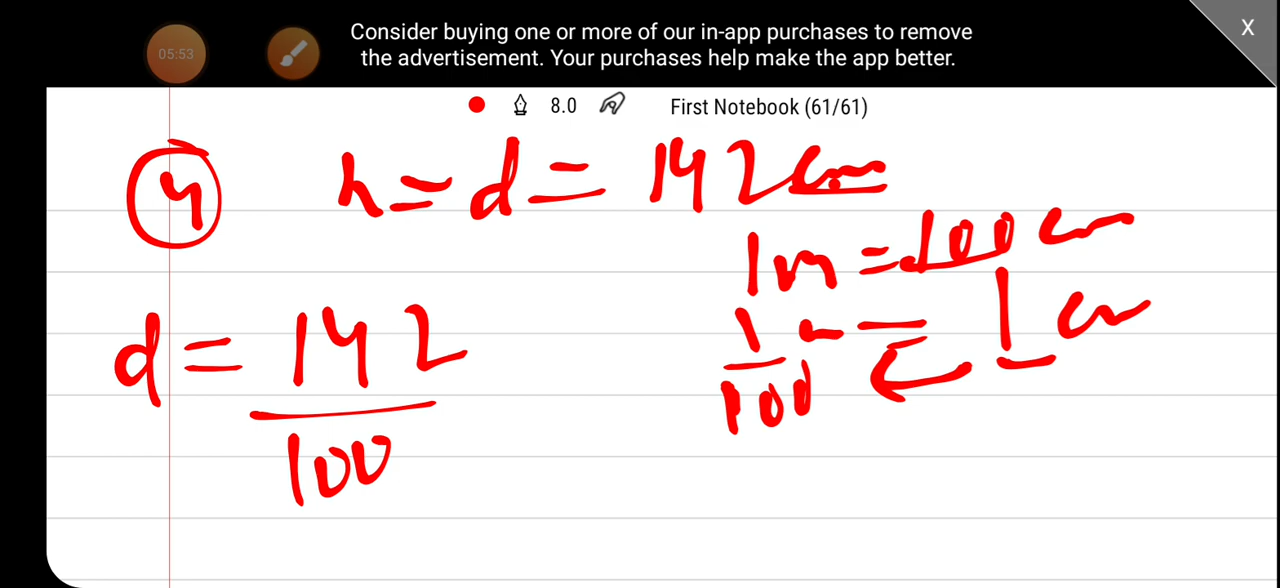 Consider buying one or more of our in-app purchases to remove
the advertisement. Your purchases help make the app better.
X
05:53
8.0 First Notebook (61/61)
4 h = d = 142 cm
1m = 100 cm
d = 142/100
1/100 m = 1 cm